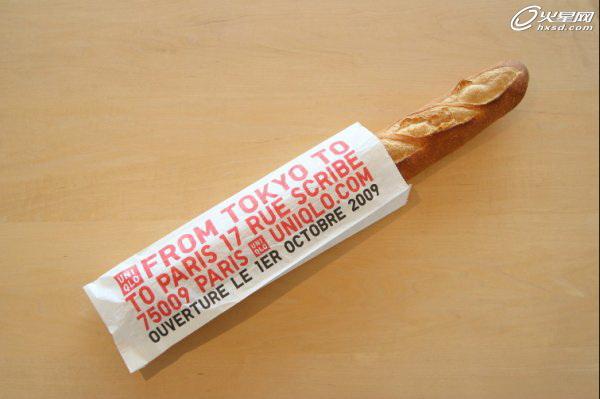 火星网
hxsd.com
UNI QLO FROM TOKYO TO
TO PARIS 17 RUE SCRIBE
75009 PARIS UNI QLO UNIQLO.COM
OUVERTURE LE 1ER OCTOBRE 2009